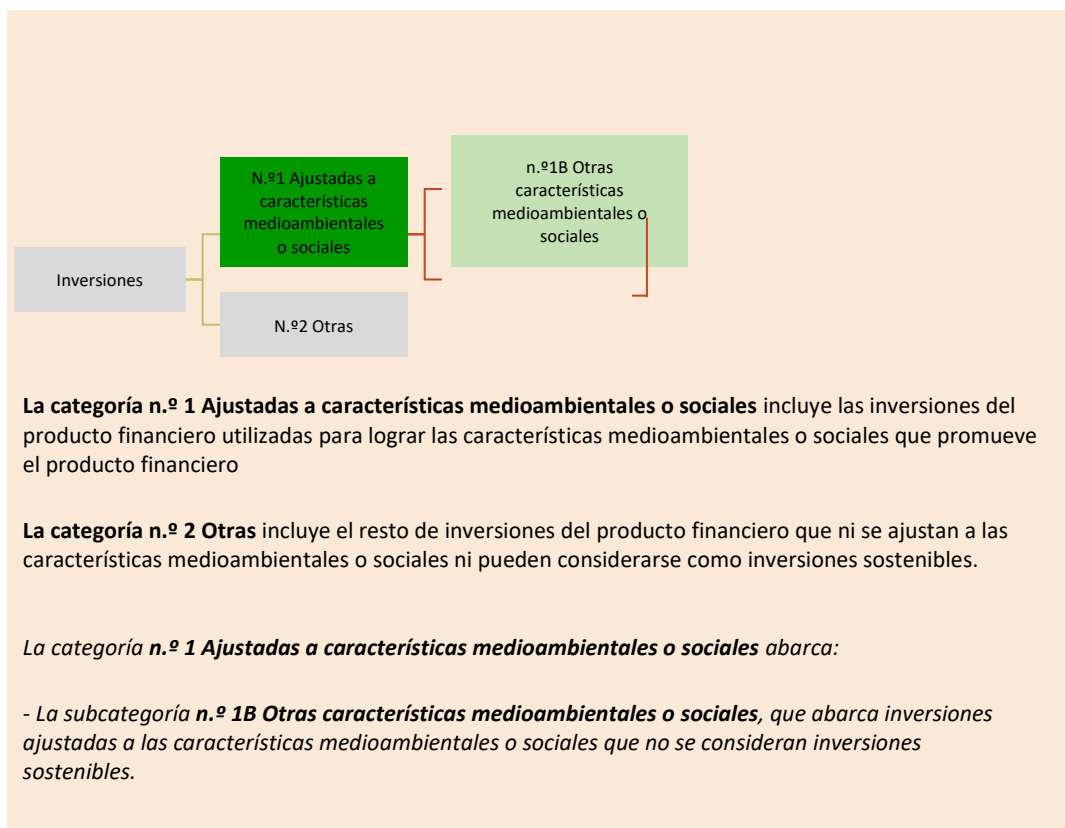 n.º1B Otras
características
medioambientales o
sociales
N.º1 Ajustadas a
características
medioambientales
o sociales
Inversiones
N.º2 Otras
La categoría n.º 1 Ajustadas a características medioambientales o sociales incluye las inversiones del
producto financiero utilizadas para lograr las características medioambientales o sociales que promueve
el producto financiero
La categoría n.º 2 Otras incluye el resto de inversiones del producto financiero que ni se ajustan a las
características medioambientales o sociales ni pueden considerarse como inversiones sostenibles.
La categoría n.º 1 Ajustadas a características medioambientales o sociales abarca:
- La subcategoría n.º 1B Otras características medioambientales o sociales, que abarca inversiones
ajustadas a las características medioambientales o sociales que no se consideran inversiones
sostenibles.